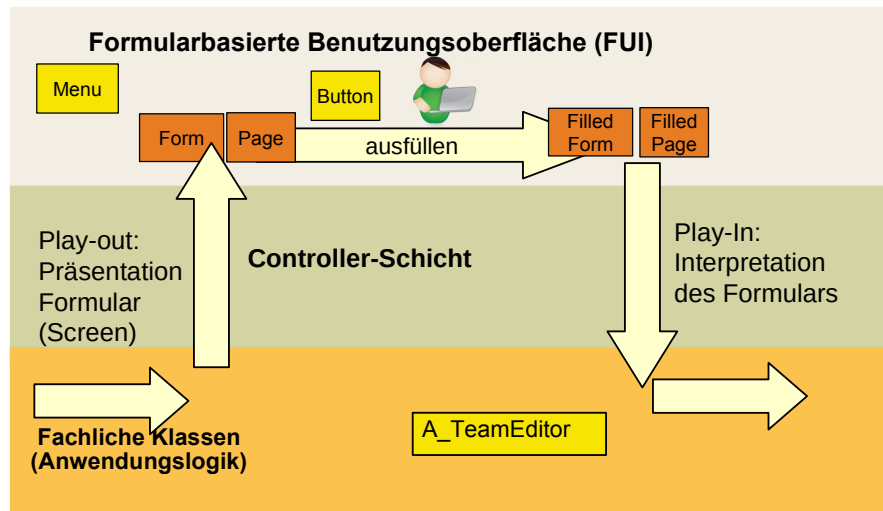 Formularbasierte Benutzungsoberfläche (FUI)
Menu
Button
Form
Page
ausfüllen
Filled
Form
Filled
Page
Play-out:
Präsentation
Formular
(Screen)
Controller-Schicht
Play-In:
Interpretation
des Formulars
Fachliche Klassen
(Anwendungslogik)
A_TeamEditor